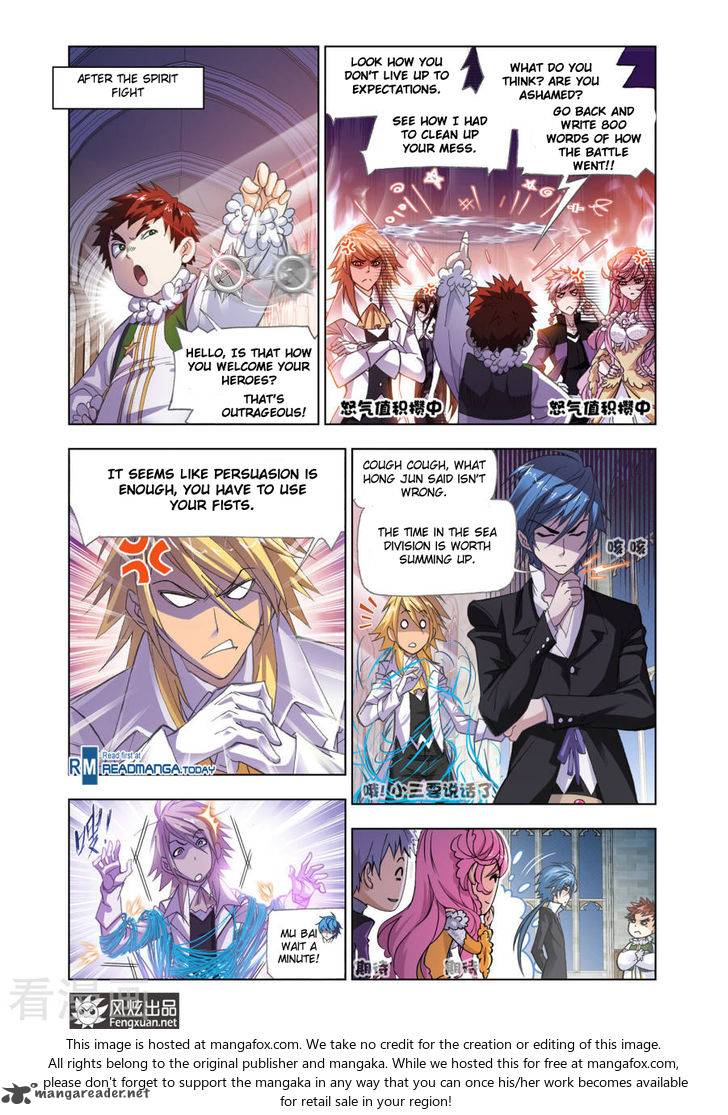 AFTER THE SPIRIT
FIGHT
HELLO, IS THAT HOW
YOU WELCOME YOUR
HEROES?
THAT'S
OUTRAGEOUS!
LOOK HOW YOU
DON'T LIVE UP TO
EXPECTATIONS.
WHAT DO YOU
THINK? ARE YOU
ASHAMED?
SEE HOW I HAD
TO CLEAN UP
YOUR MESS.
GO BACK AND
WRITE 800
WORDS OF HOW
THE BATTLE
WENT!!
怒气值积攒中
怒气值积攒中
IT SEEMS LIKE PERSUASION IS
ENOUGH, YOU HAVE TO USE
YOUR FISTS.
RM Read first at
READMANGA.TODAY
COUGH COUGH, WHAT
HONG JUN SAID ISN'T
WRONG.
THE TIME IN THE SEA
DIVISION IS WORTH
SUMMING UP.
咳 咳
哦!小三要说话了
嗖!
MU BAI
WAIT A
MINUTE!
期待
期待
看漫画
风炫出品
Fengxuan.net
This image is hosted at mangafox.com. We take no credit for the creation or editing of this image.
All rights belong to the original publisher and mangaka. While we hosted this for free at mangafox.com,
please don't forget to support the mangaka in any way that you can once his/her work becomes available
for retail sale in your region!
mangareader.net